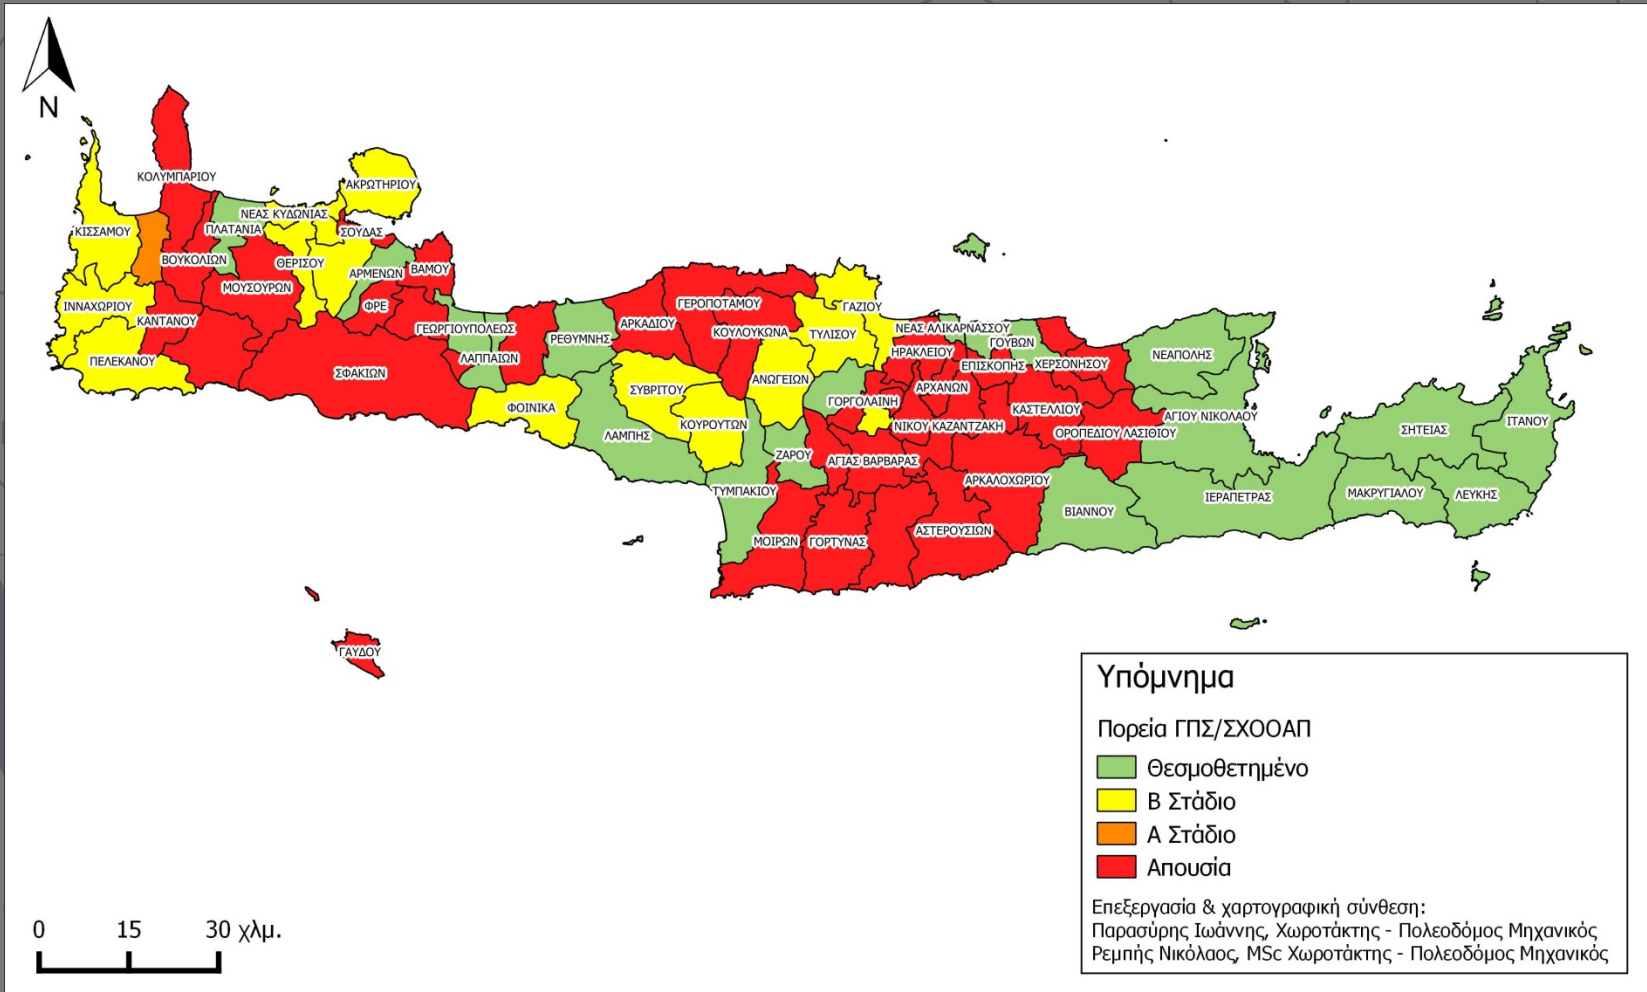 N
ΚΟΛΥΜΠΑΡΙΟΥ
ΑΚΡΩΤΗΡΙΟΥ
ΝΕΑΣ ΚΥΔΩΝΙΑΣ
ΚΙΣΣΑΜΟΥ
ΠΛΑΤΑΝΙΑ
ΣΟΥΔΑΣ
ΒΟΥΚΟΛΙΩΝ
ΘΕΡΙΣΟΥ
ΑΡΜΕΝΩΝ
ΒΑΜΟΥ
ΜΟΥΣΟΥΡΩΝ
ΙΝΝΑΧΩΡΙΟΥ
ΦΡΕ
ΚΑΝΤΑΝΟΥ
ΓΕΩΡΓΙΟΥΠΟΛΕΩΣ
ΠΕΛΕΚΑΝΟΥ
ΛΑΠΠΑΙΩΝ
ΣΦΑΚΙΩΝ
ΡΕΘΥΜΝΗΣ
ΑΡΚΑΔΙΟΥ
ΓΕΡΟΠΟΤΑΜΟΥ
ΚΟΥΛΟΥΚΩΝΑ
ΓΑΖΙΟΥ
ΤΥΛΙΣΟΥ
ΝΕΑΣ ΑΛΙΚΑΡΝΑΣΣΟΥ
ΓΟΥΒΩΝ
ΗΡΑΚΛΕΙΟΥ
ΕΠΙΣΚΟΠΗΣ
ΧΕΡΣΟΝΗΣΟΥ
ΝΕΑΠΟΛΗΣ
ΑΝΩΓΕΙΩΝ
ΣΥΒΡΙΤΟΥ
ΑΡΧΑΝΩΝ
ΓΟΡΓΟΛΑΙΝΗ
ΦΟΙΝΙΚΑ
ΚΑΣΤΕΛΛΙΟΥ
ΑΓΙΟΥ ΝΙΚΟΛΑΟΥ
ΚΟΥΡΟΥΤΩΝ
ΝΙΚΟΥ ΚΑΖΑΝΤΖΑΚΗ
ΟΡΟΠΕΔΙΟΥ ΛΑΣΙΘΙΟΥ
ΣΗΤΕΙΑΣ
ΙΤΑΝΟΥ
ΛΑΜΠΗΣ
ΖΑΡΟΥ
ΑΓΙΑΣ ΒΑΡΒΑΡΑΣ
ΑΡΚΑΛΟΧΩΡΙΟΥ
ΤΥΜΠΑΚΙΟΥ
ΙΕΡΑΠΕΤΡΑΣ
ΜΑΚΡΥΓΙΑΛΟΥ
ΛΕΥΚΗΣ
ΒΙΑΝΝΟΥ
ΑΣΤΕΡΟΥΣΙΩΝ
ΜΟΙΡΩΝ
ΓΟΡΤΥΝΑΣ
ΓΑΥΔΟΥ
Υπόμνημα
Πορεία ΓΠΣ/ΣΧΟΟΑΠ
Θεσμοθετημένο
Β Στάδιο
Α Στάδιο
Απουσία
Επεξεργασία & χαρτογραφική σύνθεση:
Παρασύρης Ιωάννης, Χωροτάκτης - Πολεοδόμος Μηχανικός
Ρεμπής Νικόλαος, MSc Χωροτάκτης - Πολεοδόμος Μηχανικός
0 15 30 χλμ.